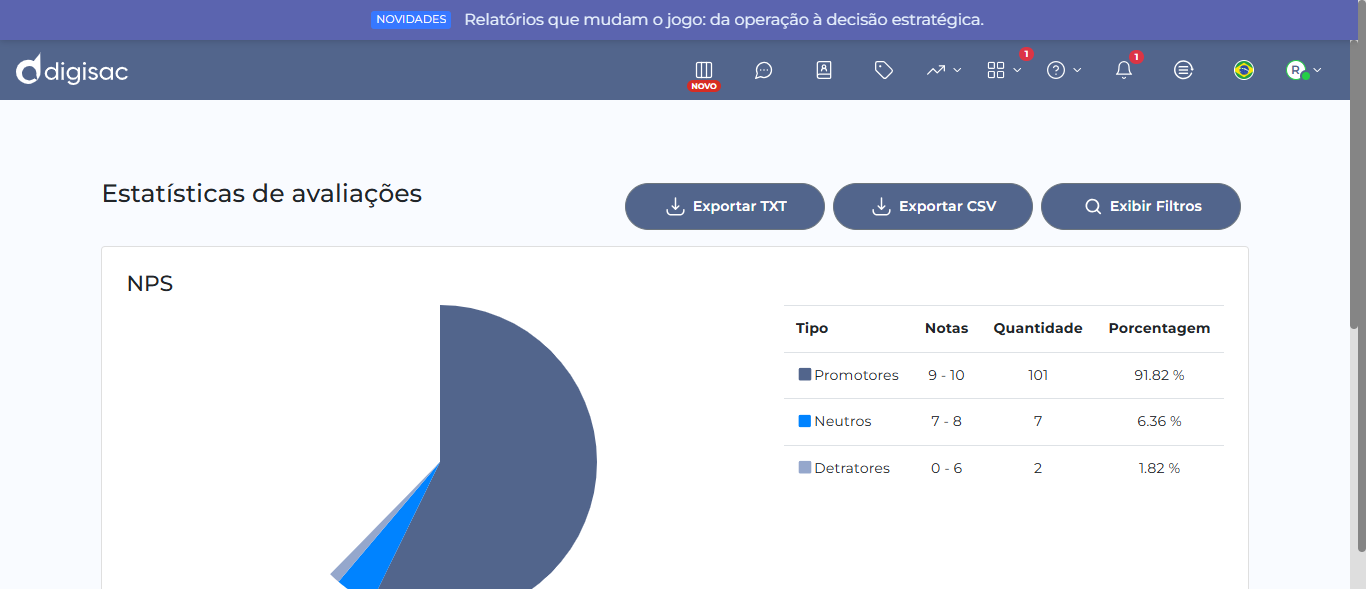 NOVIDADES Relatórios que mudam o jogo: da operação à decisão estratégica.
digisac
NOVO
1
1
R
Estatísticas de avaliações
Exportar TXT
Exportar CSV
Exibir Filtros
NPS
Tipo Notas Quantidade Porcentagem
Promotores 9 - 10 101 91.82 %
Neutros 7 - 8 7 6.36 %
Detratores 0 - 6 2 1.82 %